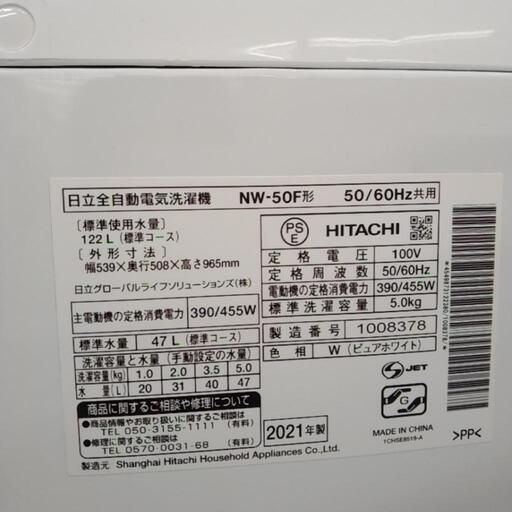 日立全自動電気洗濯機 NW-50F形 50/60Hz共用
［標準使用水量］
122L（標準コース）
［外形寸法］
幅539×奥行508×高さ965mm
日立グローバルライフソリューションズ（株）
主電動機の定格消費電力 390/455W
標準水量 47L（標準コース）
洗濯容量と水量（手動設定の水量）
洗濯容量(kg) 1.0 2.0 3.5 5.0
水量(L) 20 31 40 47
商品に関するご相談や修理について
●商品情報やお取り扱いに関するご相談
TEL 050-3155-1111（有料）
●修理に関するご相談
TEL 0570-0031-68（有料）
製造元 Shanghai Hitachi Household Appliances Co.,Ltd.
PS
E
HITACHI
定格電圧 100V
定格周波数 50/60Hz
電動機の定格消費電力 390/455W
標準洗濯容量 5.0kg
製造番号 1008378
色相 W（ピュアホワイト）
2021年製
S JET
G
MADE IN CHINA
1CHSE8519-A
>PP<